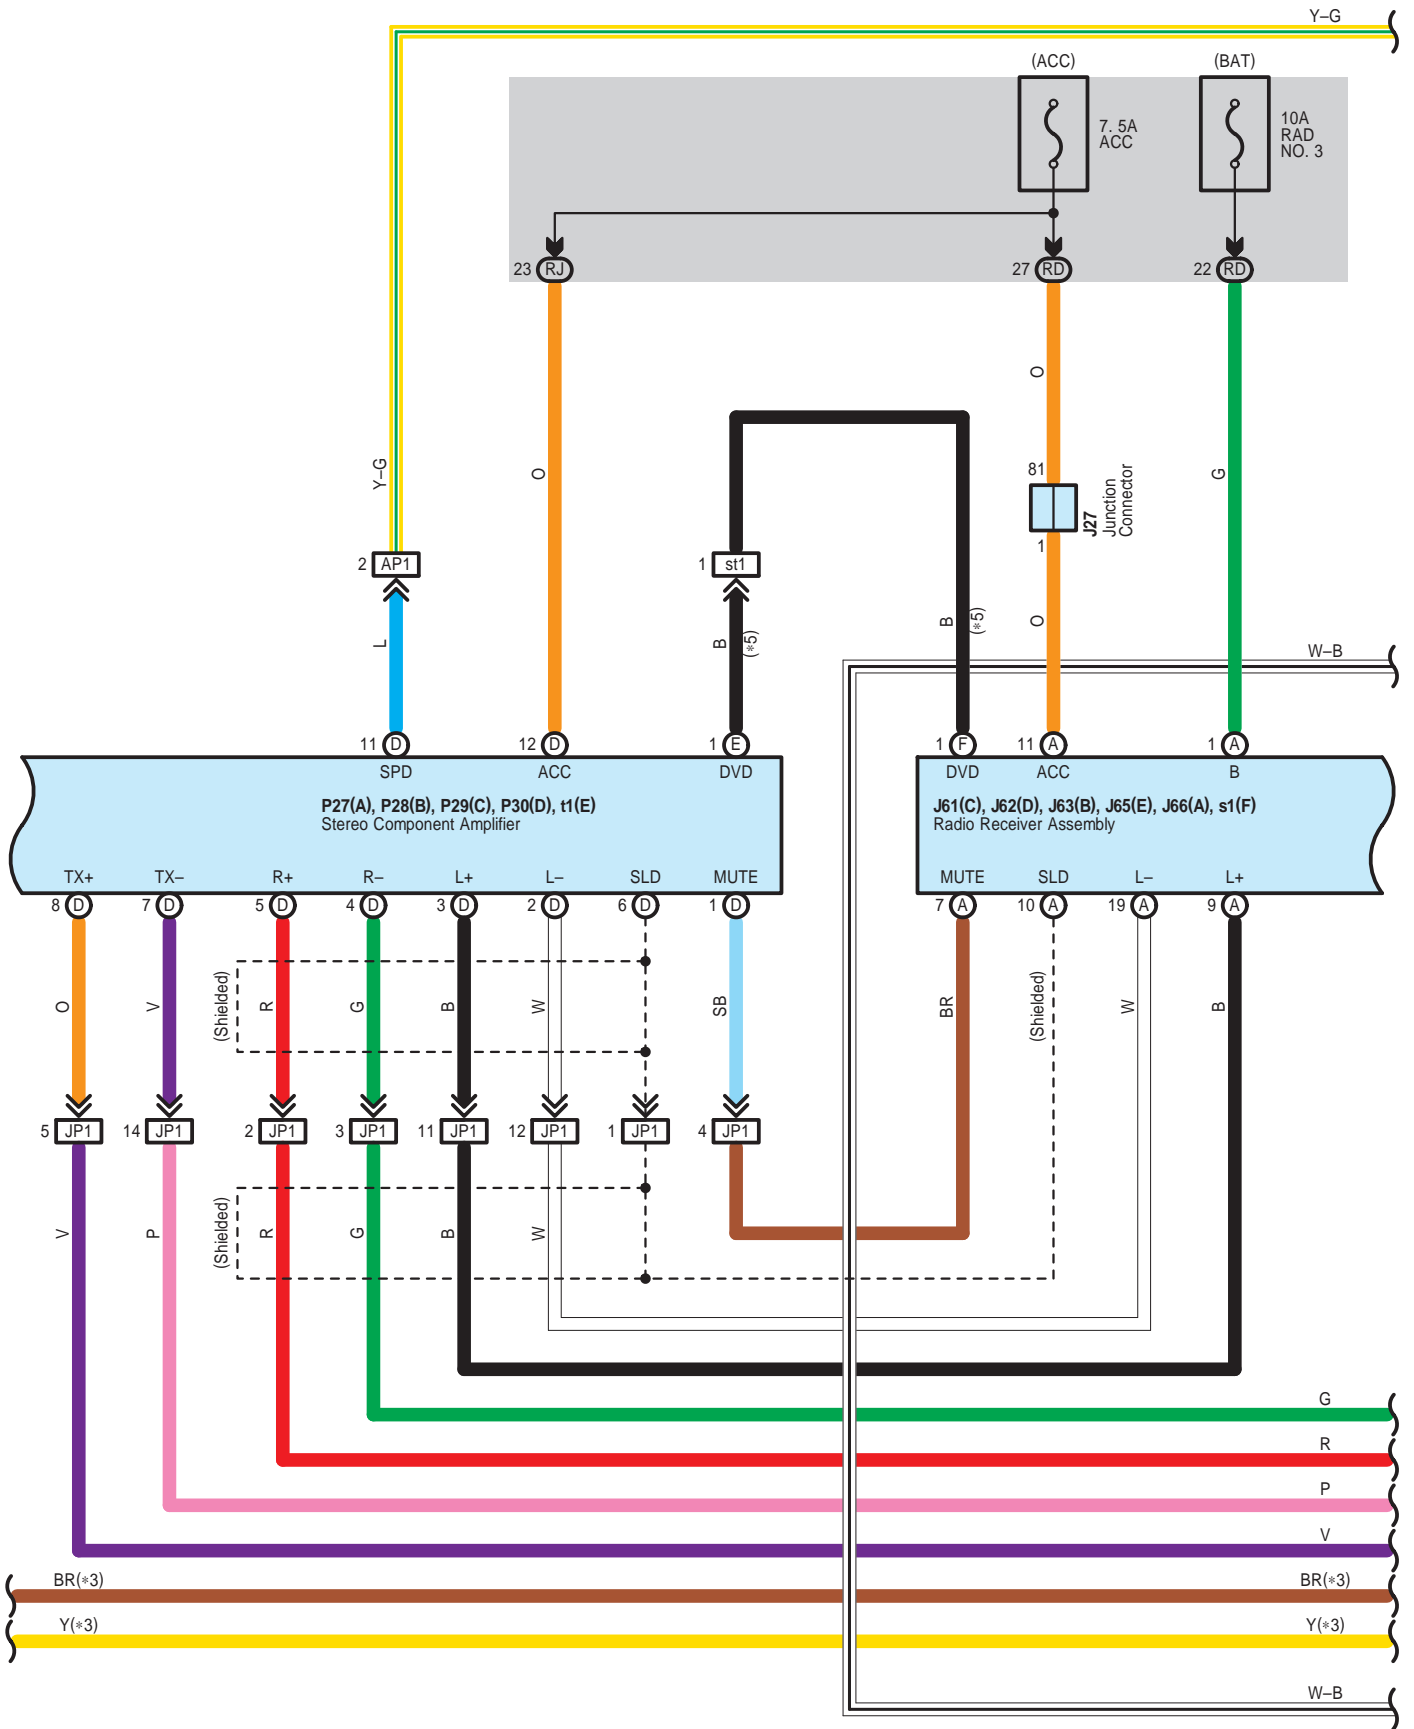 Y–G
(ACC)
(BAT)
7. 5A
ACC
10A
RAD
NO. 3
23 RJ
27 RD
22 RD
O
Y–G
O
G
81
J27
Junction
Connector
1
2 AP1
1 st1
L
B
(*5)
B
(*5)
O
W–B
11 D
12 D
1 E
1 F
11 A
1 A
SPD
ACC
DVD
DVD
ACC
B
P27(A), P28(B), P29(C), P30(D), t1(E)
Stereo Component Amplifier
J61(C), J62(D), J63(B), J65(E), J66(A), s1(F)
Radio Receiver Assembly
TX+
TX–
R+
R–
L+
L–
SLD
MUTE
MUTE
SLD
L–
L+
8 D
7 D
5 D
4 D
3 D
2 D
6 D
1 D
7 A
10 A
19 A
9 A
O
V
(Shielded)
R
G
B
W
SB
BR
(Shielded)
W
B
5 JP1
14 JP1
2 JP1
3 JP1
11 JP1
12 JP1
1 JP1
4 JP1
V
P
(Shielded)
R
G
B
W
G
R
P
V
BR(*3)
BR(*3)
Y(*3)
Y(*3)
W–B